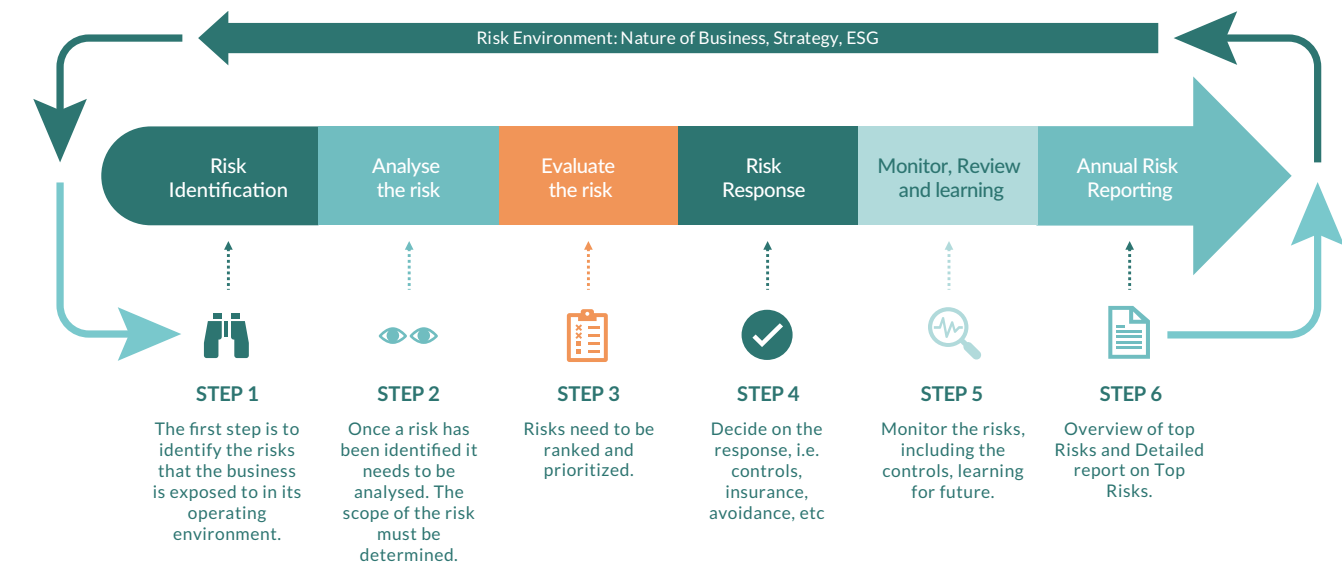 Risk Environment: Nature of Business, Strategy, ESG
Risk
Identification
Analyse
the risk
Evaluate
the risk
Risk
Response
Monitor, Review
and learning
Annual Risk
Reporting
STEP 1
The first step is to
identify the risks
that the business
is exposed to in its
operating
environment.
STEP 2
Once a risk has
been identified it
needs to be
analysed. The
scope of the risk
must be
determined.
STEP 3
Risks need to be
ranked and
prioritized.
STEP 4
Decide on the
response, i.e.
controls,
insurance,
avoidance, etc
STEP 5
Monitor the risks,
including the
controls, learning
for future.
STEP 6
Overview of top
Risks and Detailed
report on Top
Risks.